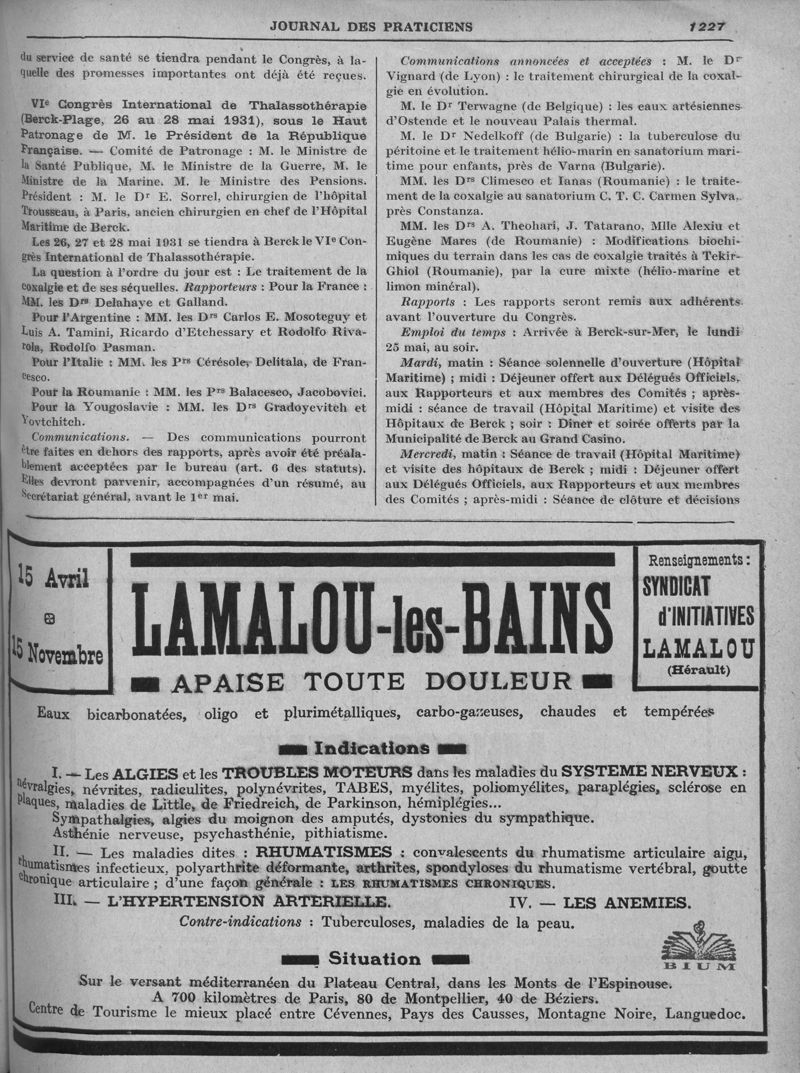 JOURNAL DES PRATICIENS
1227
du service de santé se tiendra pendant le Congrès, à la-
quelle des promesses importantes ont déjà été reçues.
VIe Congrès International de Thalassothérapie
(Berck-Plage, 26 au 28 mai 1931), sous le Haut
Patronage de M. le Président de la République
Française. — Comité de Patronage : M. le Ministre de
la Santé Publique, M. le Ministre de la Guerre, M. le
Ministre de la Marine, M. le Ministre des Pensions.
Président : M. le Dr E. Sorrel, chirurgien de l'hôpital
Trousseau, à Paris, ancien chirurgien en chef de l'Hôpital
Maritime de Berck.
Les 26, 27 et 28 mai 1931 se tiendra à Berck le VIe Con-
grès International de Thalassothérapie.
La question à l'ordre du jour est : Le traitement de la
coxalgie et de ses séquelles. Rapporteurs : Pour la France :
MM. les Drs Delahaye et Galland.
Pour l'Argentine : MM. les Drs Carlos E. Mosoteguy et
Luis A. Tamini, Ricardo d'Etchessary et Rodolfo Riva-
rola, Rodolfo Pasman.
Pour l'Italie : MM. les Prs Cérésole, Delitala, de Fran-
cesco.
Pour la Roumanie : MM. les Prs Balacesco, Jacobovici.
Pour la Yougoslavie : MM. les Drs Gradoyevitch et
Yovtchitch.
Communications. — Des communications pourront
être faites en dehors des rapports, après avoir été préala-
blement acceptées par le bureau (art. 6 des statuts).
Elles devront parvenir, accompagnées d'un résumé, au
Secrétariat général, avant le 1er mai.
Communications annoncées et acceptées : M. le Dr
Vignard (de Lyon) : le traitement chirurgical de la coxal-
gie en évolution.
M. le Dr Terwagne (de Belgique) : les eaux artésiennes
d'Ostende et le nouveau Palais thermal.
M. le Dr Nedelkoff (de Bulgarie) : la tuberculose du
péritoine et le traitement hélio-marin en sanatorium mari-
time pour enfants, près de Varna (Bulgarie).
MM. les Drs Climesco et Ianas (Roumanie) : le traite-
ment de la coxalgie au sanatorium C. T. C. Carmen Sylva,
près Constanza.
MM. les Drs A. Theohari, J. Tatarano, Mlle Alexiu et
Eugène Mares (de Roumanie) : Modifications biochi-
miques du terrain dans les cas de coxalgie traités à Tekir-
Ghiol (Roumanie), par la cure mixte (hélio-marine et
limon minéral).
Rapports : Les rapports seront remis aux adhérents
avant l'ouverture du Congrès.
Emploi du temps : Arrivée à Berck-sur-Mer, le lundi
25 mai, au soir.
Mardi, matin : Séance solennelle d'ouverture (Hôpital
Maritime) ; midi : Déjeuner offert aux Délégués Officiels,
aux Rapporteurs et aux membres des Comités ; après-
midi : séance de travail (Hôpital Maritime) et visite des
Hôpitaux de Berck ; soir : Dîner et soirée offerts par la
Municipalité de Berck au Grand Casino.
Mercredi, matin : Séance de travail (Hôpital Maritime)
et visite des hôpitaux de Berck ; midi : Déjeuner offert
aux Délégués Officiels, aux Rapporteurs et aux membres
des Comités ; après-midi : Séance de clôture et décisions
15 Avril
15 Novembre
LAMALOU-les-BAINS
APAISE TOUTE DOULEUR
Renseignements :
SYNDICAT
d'INITIATIVES
LAMALOU
(Hérault)
Eaux bicarbonatées, oligo et plurimétalliques, carbo-gazeuses, chaudes et tempérées
Indications
I. — Les ALGIES et les TROUBLES MOTEURS dans les maladies du SYSTEME NERVEUX :
névralgies, névrites, radiculites, polynévrites, TABES, myélites, poliomyélites, paraplégies, sclérose en
plaques, maladies de Little, de Friedreich, de Parkinson, hémiplégies...
Sympathalgies, algies du moignon des amputés, dystonies du sympathique.
Asthénie nerveuse, psychasthénie, pithiatisme.
II. — Les maladies dites : RHUMATISMES : convalescents du rhumatisme articulaire aigu,
rhumatismes infectieux, polyarthrite déformante, arthrites, spondyloses du rhumatisme vertébral, goutte
chronique articulaire ; d'une façon générale : LES RHUMATISMES CHRONIQUES.
III. — L'HYPERTENSION ARTERIELLE. IV. — LES ANEMIES.
Contre-indications : Tuberculoses, maladies de la peau.
BIUM
Situation
Sur le versant méditerranéen du Plateau Central, dans les Monts de l'Espinouse.
A 700 kilomètres de Paris, 80 de Montpellier, 40 de Béziers.
Centre de Tourisme le mieux placé entre Cévennes, Pays des Causses, Montagne Noire, Languedoc.